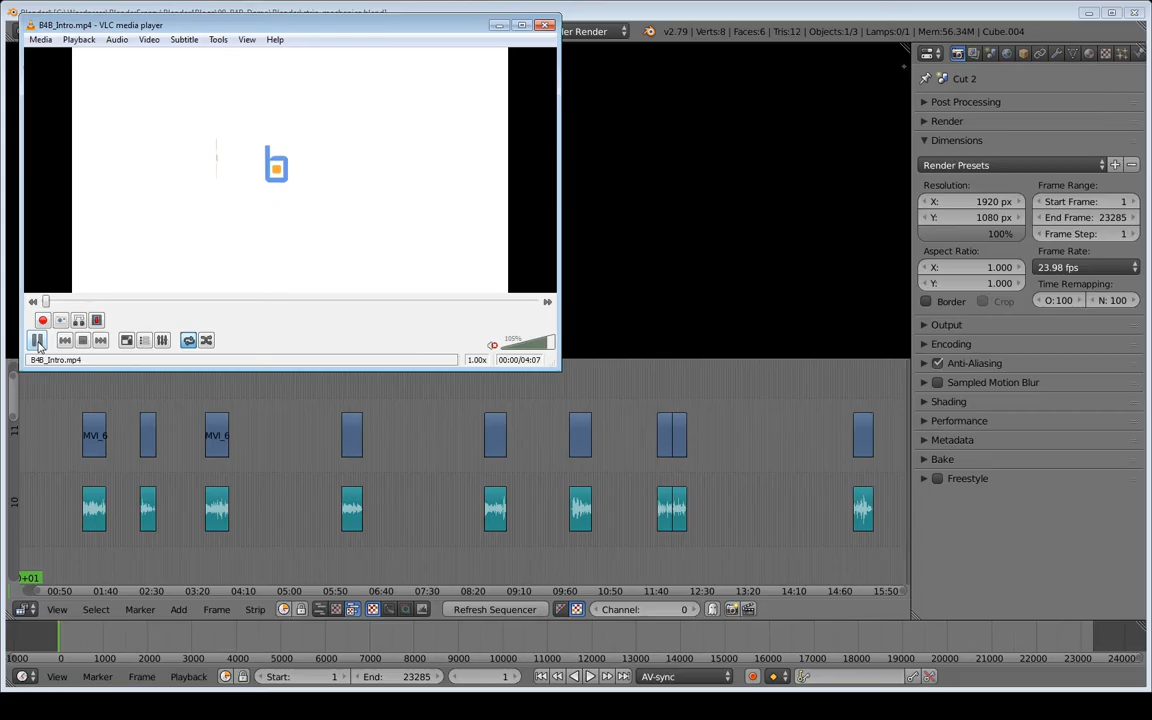 B4B_Intro.mp4 - VLC media player
Media Playback Audio Video Subtitle Tools View Help
der Render
v2.79 | Verts:8 | Faces:6 | Tris:12 | Objects:1/3 | Lamps:0/1 | Mem:56.34M | Cube.004
b
105%
B4B_Intro.mp4
1.00x
00:00/04:07
Cut 2
Post Processing
Render
Dimensions
Render Presets
Resolution:
Frame Range:
X: 1920 px
Start Frame: 1
Y: 1080 px
End Frame: 23285
100%
Frame Step: 1
Aspect Ratio:
Frame Rate:
X: 1.000
23.98 fps
Y: 1.000
Time Remapping:
Border
Crop
O: 100
N: 100
Output
Encoding
Anti-Aliasing
Sampled Motion Blur
Shading
Performance
Metadata
Bake
Freestyle
11
MVI_6
MVI_6
10
0+01
00:50 01:40 02:30 03:20 04:10 05:00 05:50 06:40 07:30 08:20 09:10 10:00 10:50 11:40 12:30 13:20 14:10 14:60 15:50
View Select Marker Add Frame Strip
Refresh Sequencer
Channel: 0
1000 0 1000 2000 3000 4000 5000 6000 7000 8000 9000 10000 11000 12000 13000 14000 15000 16000 17000 18000 19000 20000 21000 22000 23000 24000
View Marker Frame Playback
Start: 1
End: 23285
1
AV-sync